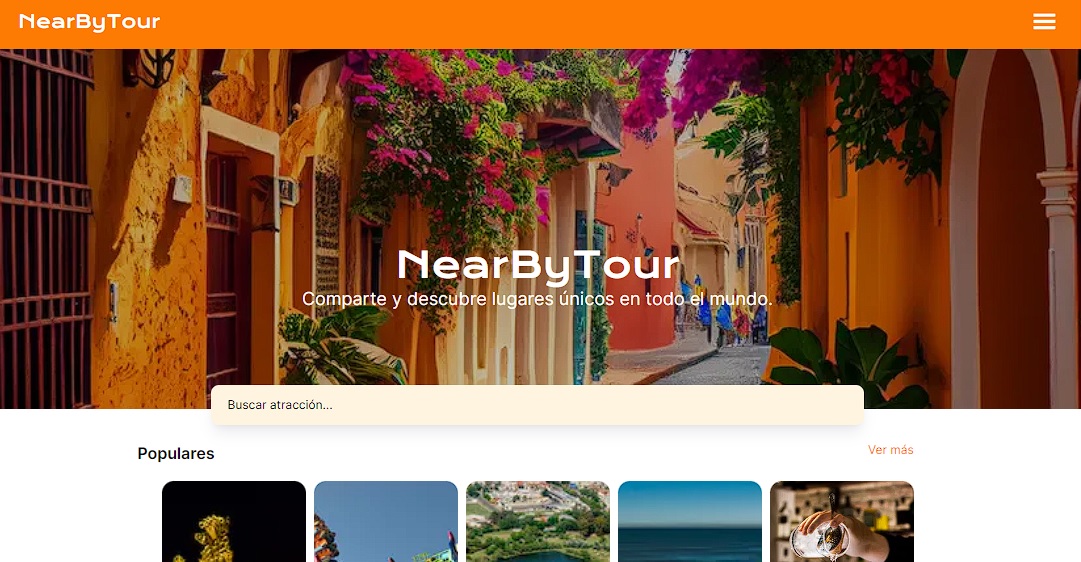 NearByTour
NearByTour
Comparte y descubre lugares únicos en todo el mundo.
Buscar atracción...
Populares
Ver más